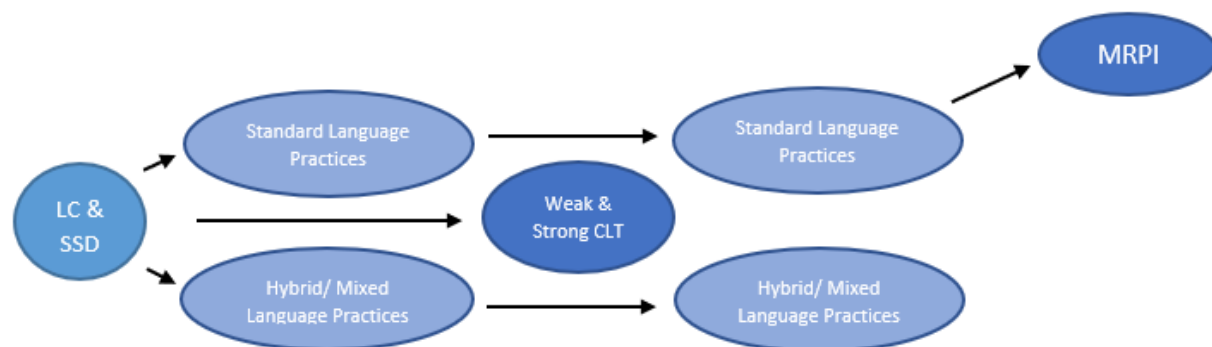 MRPI
Standard Language
Practices
Standard Language
Practices
LC &
SSD
Weak &
Strong CLT
Hybrid/ Mixed
Language Practices
Hybrid/ Mixed
Language Practices